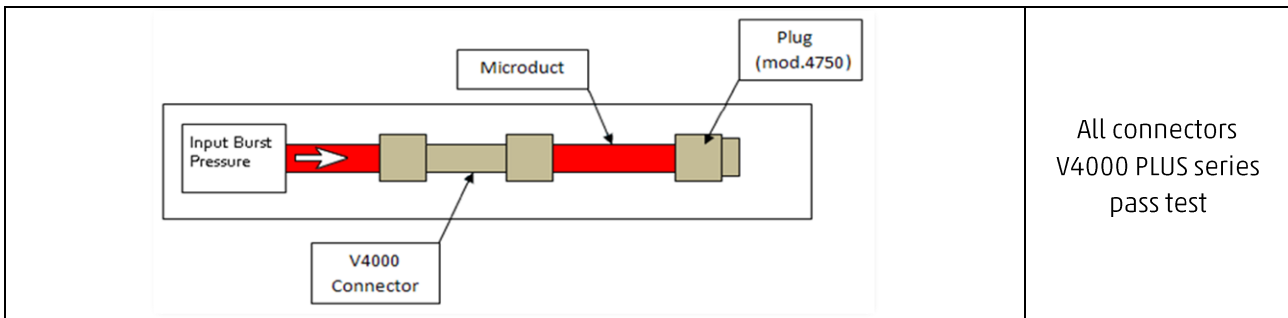 Plug
(mod.4750)
Microduct
Input Burst
Pressure
V4000
Connector
All connectors
V4000 PLUS series
pass test